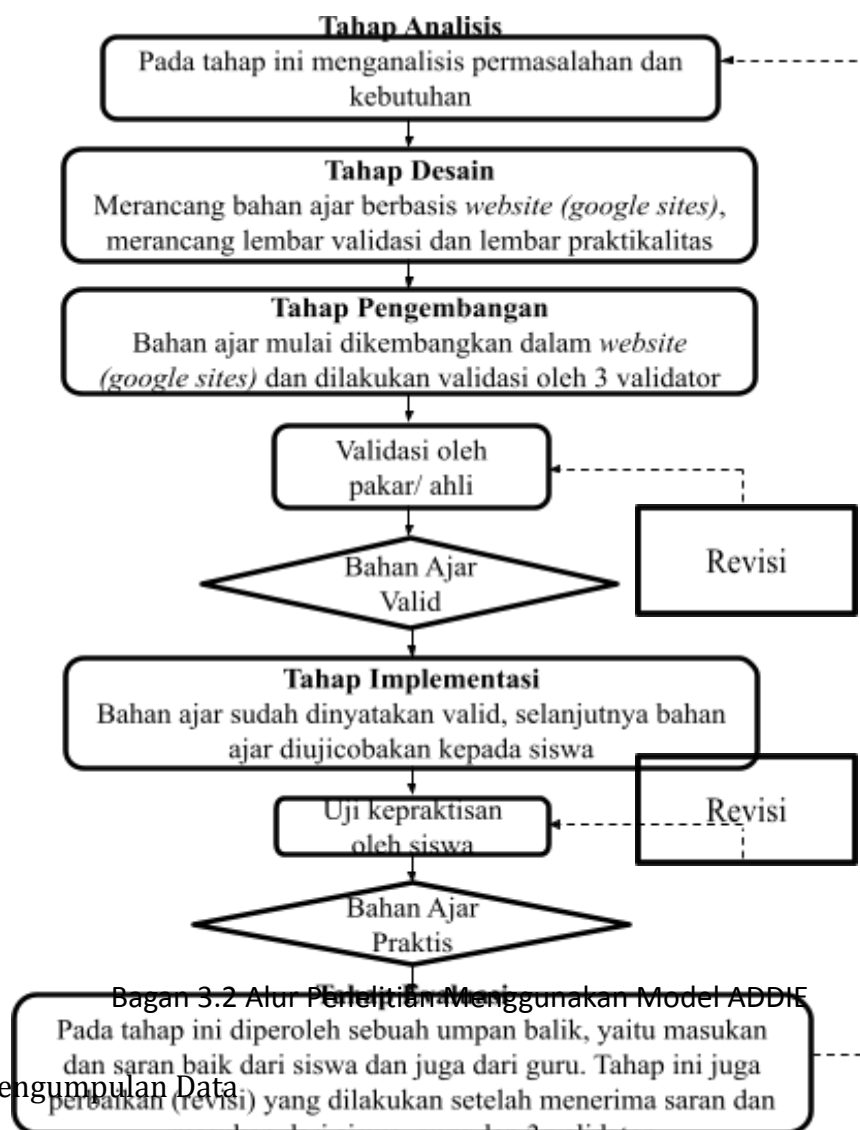 Tahap Analisis
Pada tahap ini menganalisis permasalahan dan
kebutuhan
Tahap Desain
Merancang bahan ajar berbasis website (google sites),
merancang lembar validasi dan lembar praktikalitas
Tahap Pengembangan
Bahan ajar mulai dikembangkan dalam website
(google sites) dan dilakukan validasi oleh 3 validator
Validasi oleh
pakar/ ahli
Revisi
Bahan Ajar
Valid
Tahap Implementasi
Bahan ajar sudah dinyatakan valid, selanjutnya bahan
ajar diujicobakan kepada siswa
Uji kepraktisan
oleh siswa
Revisi
Bahan Ajar
Praktis
Tahap Evaluasi
Bagan 3.2 Alur Penelitian Menggunakan Model ADDIE
Pada tahap ini diperoleh sebuah umpan balik, yaitu masukan
dan saran baik dari siswa dan juga dari guru. Tahap ini juga
perbaikan (revisi) yang dilakukan setelah menerima saran dan
engumpulan Data